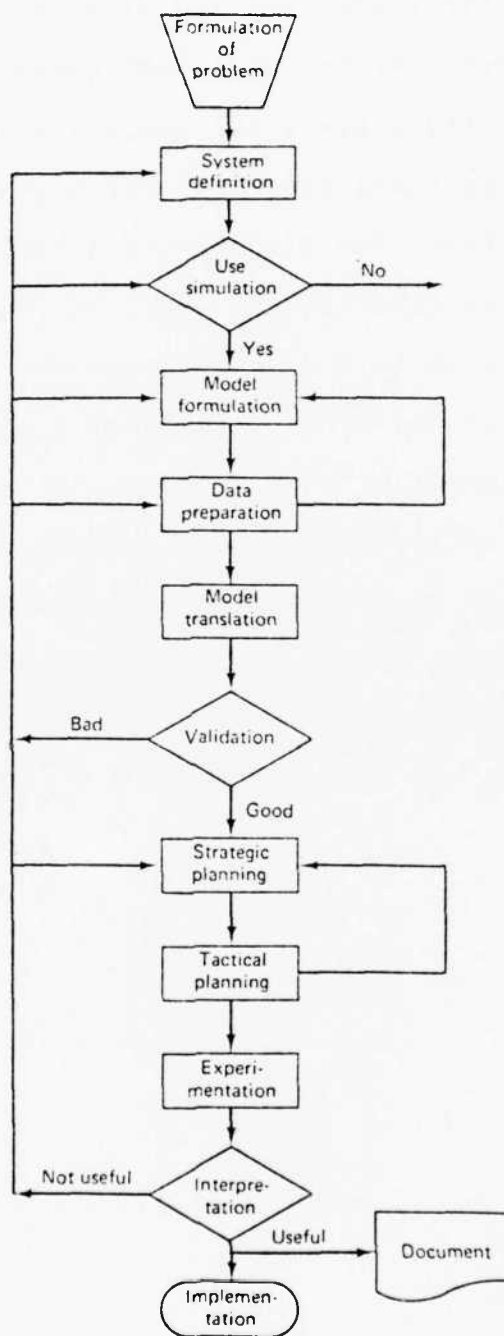 Formulation
of
problem
System
definition
Use
simulation
No
Yes
Model
formulation
Data
preparation
Model
translation
Bad
Validation
Good
Strategic
planning
Tactical
planning
Experi-
mentation
Not useful
Interpre-
tation
Useful
Document
Implemen-
tation